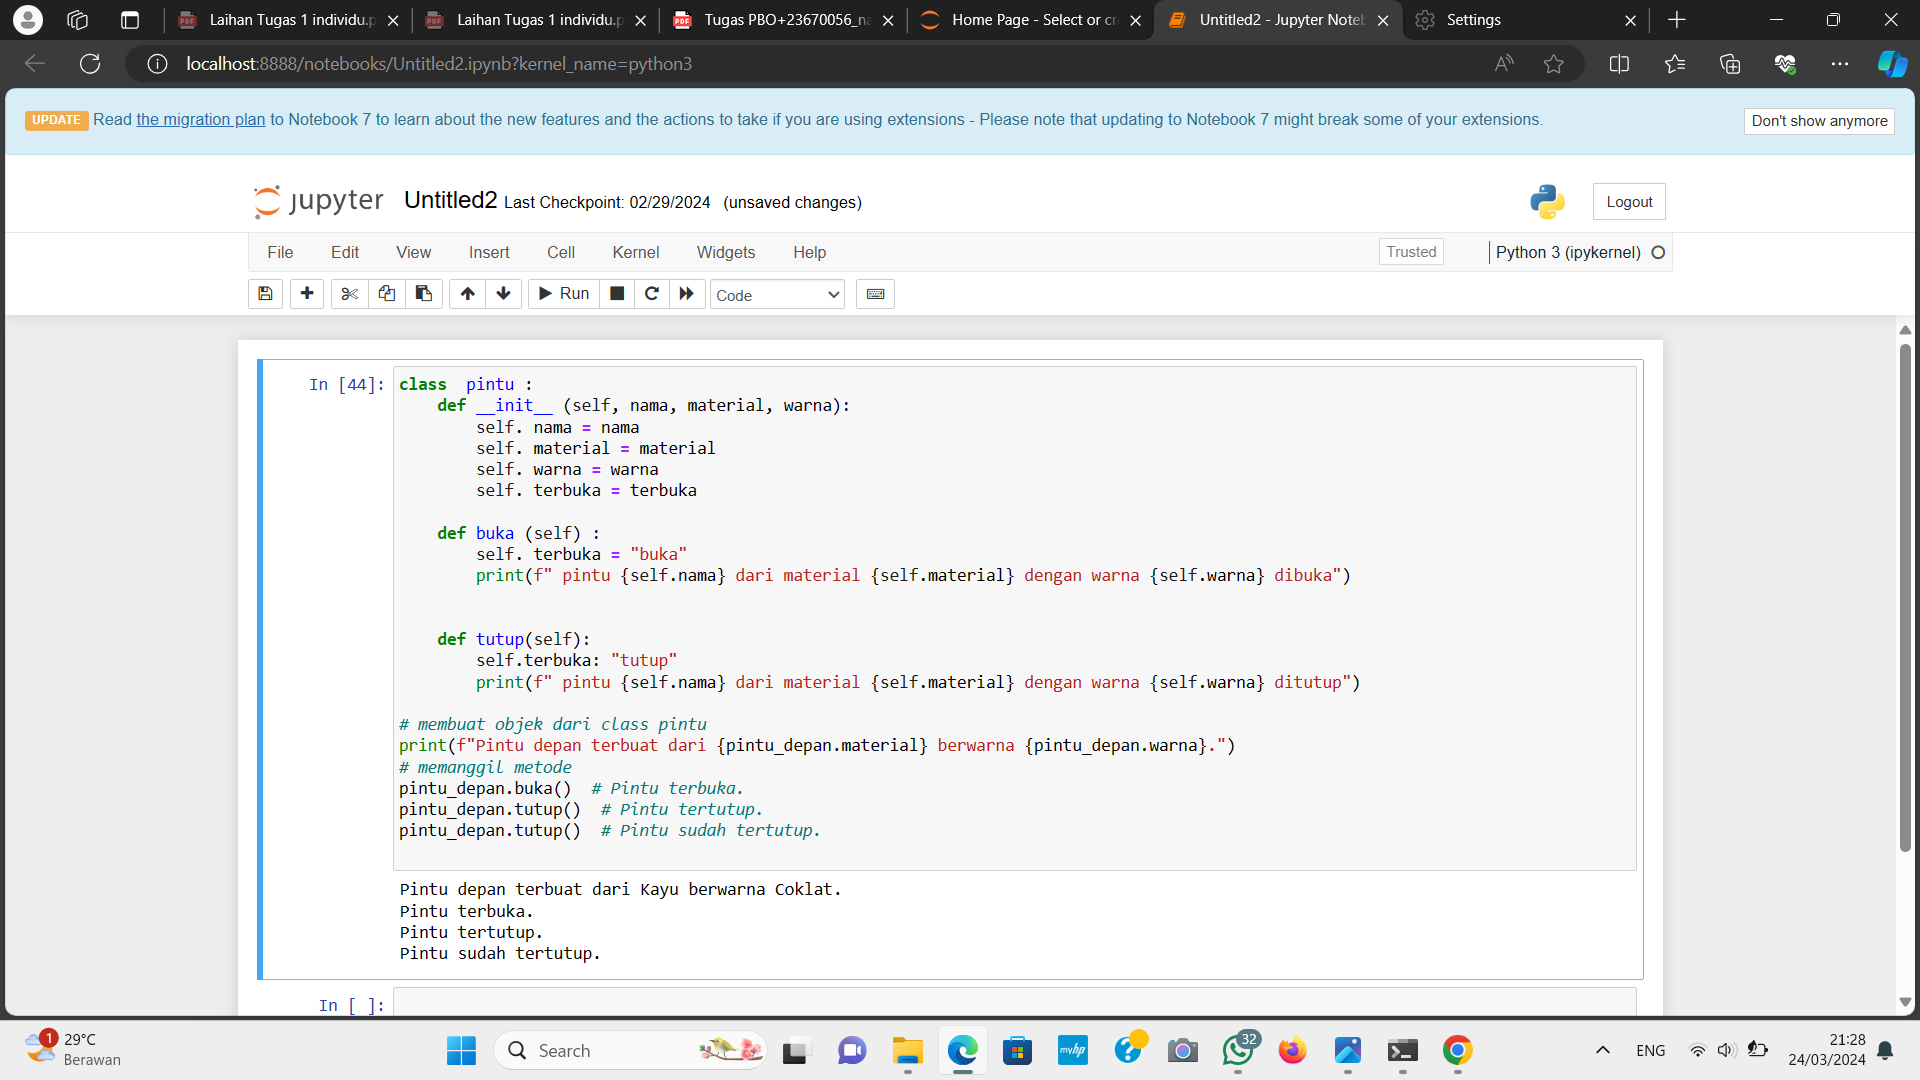 Laihan Tugas 1 individu.p
Laihan Tugas 1 individu.p
Tugas PBO+23670056_na
Home Page - Select or cr
Untitled2 - Jupyter Noteb
Settings
localhost:8888/notebooks/Untitled2.ipynb?kernel_name=python3
UPDATE Read the migration plan to Notebook 7 to learn about the new features and the actions to take if you are using extensions - Please note that updating to Notebook 7 might break some of your extensions.
Don't show anymore
jupyter Untitled2 Last Checkpoint: 02/29/2024 (unsaved changes)
Logout
File Edit View Insert Cell Kernel Widgets Help
Trusted
Python 3 (ipykernel)
Run
Code
In [44]:
class  pintu :
    def __init__ (self, nama, material, warna):
        self. nama = nama
        self. material = material
        self. warna = warna
        self. terbuka = terbuka
    def buka (self) :
        self. terbuka = "buka"
        print(f" pintu {self.nama} dari material {self.material} dengan warna {self.warna} dibuka")
    def tutup(self):
        self.terbuka: "tutup"
        print(f" pintu {self.nama} dari material {self.material} dengan warna {self.warna} ditutup")
# membuat objek dari class pintu
print(f"Pintu depan terbuat dari {pintu_depan.material} berwarna {pintu_depan.warna}.")
# memanggil metode
pintu_depan.buka()  # Pintu terbuka.
pintu_depan.tutup()  # Pintu tertutup.
pintu_depan.tutup()  # Pintu sudah tertutup.
Pintu depan terbuat dari Kayu berwarna Coklat.
Pintu terbuka.
Pintu tertutup.
Pintu sudah tertutup.
In [ ]:
1
29°C
Berawan
Search
myhp
32
ENG
21:28
24/03/2024